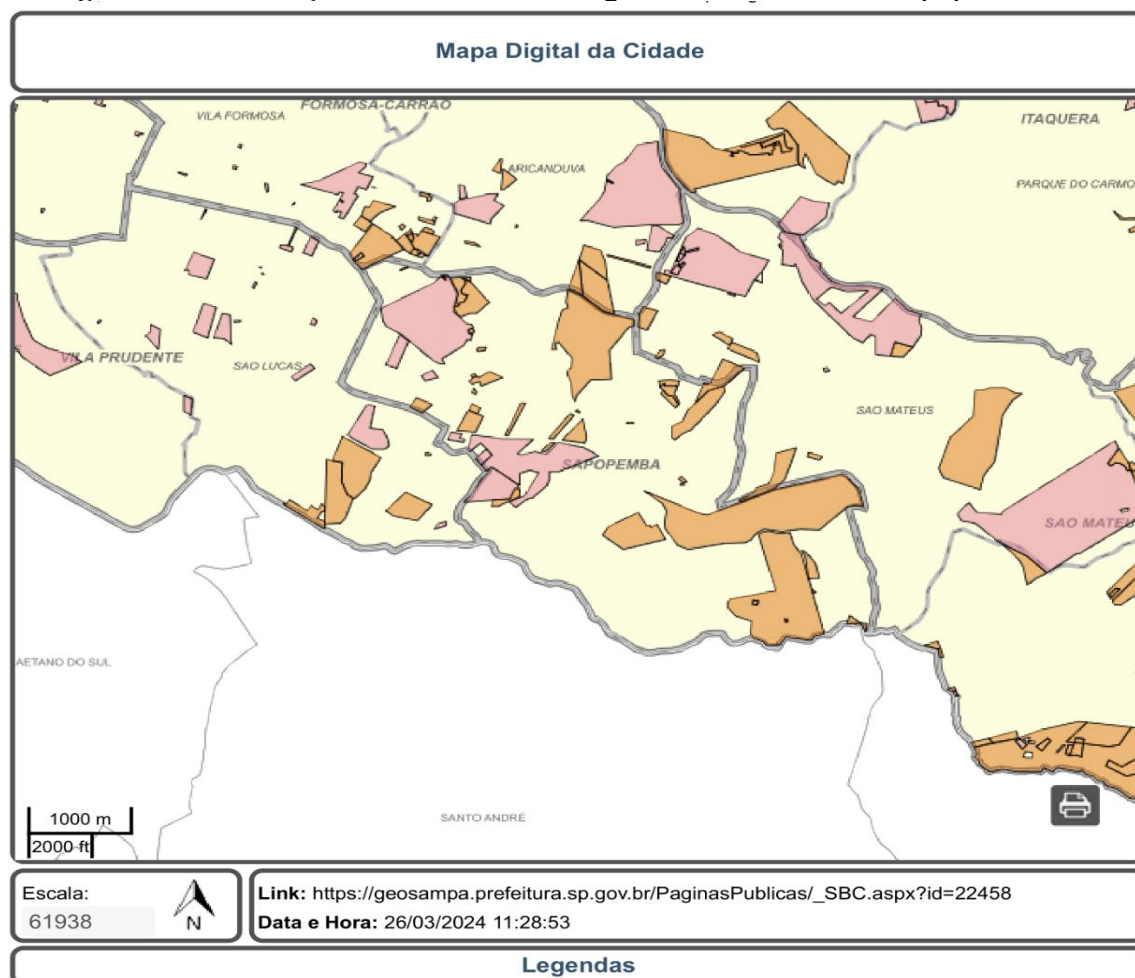 Mapa Digital da Cidade
FORMOSA-CARRAO
VILA FORMOSA
ITAQUERA
ARICANDUVA
PARQUE DO CARMO
VILA PRUDENTE
SAO LUCAS
SAO MATEUS
SAPOPEMBA
SAO MATEU
AETANO DO SUL
SANTO ANDRÉ
1000 m
2000 ft
Escala:
61938
N
Link: https://geosampa.prefeitura.sp.gov.br/PaginasPublicas/_SBC.aspx?id=22458
Data e Hora: 26/03/2024 11:28:53
Legendas